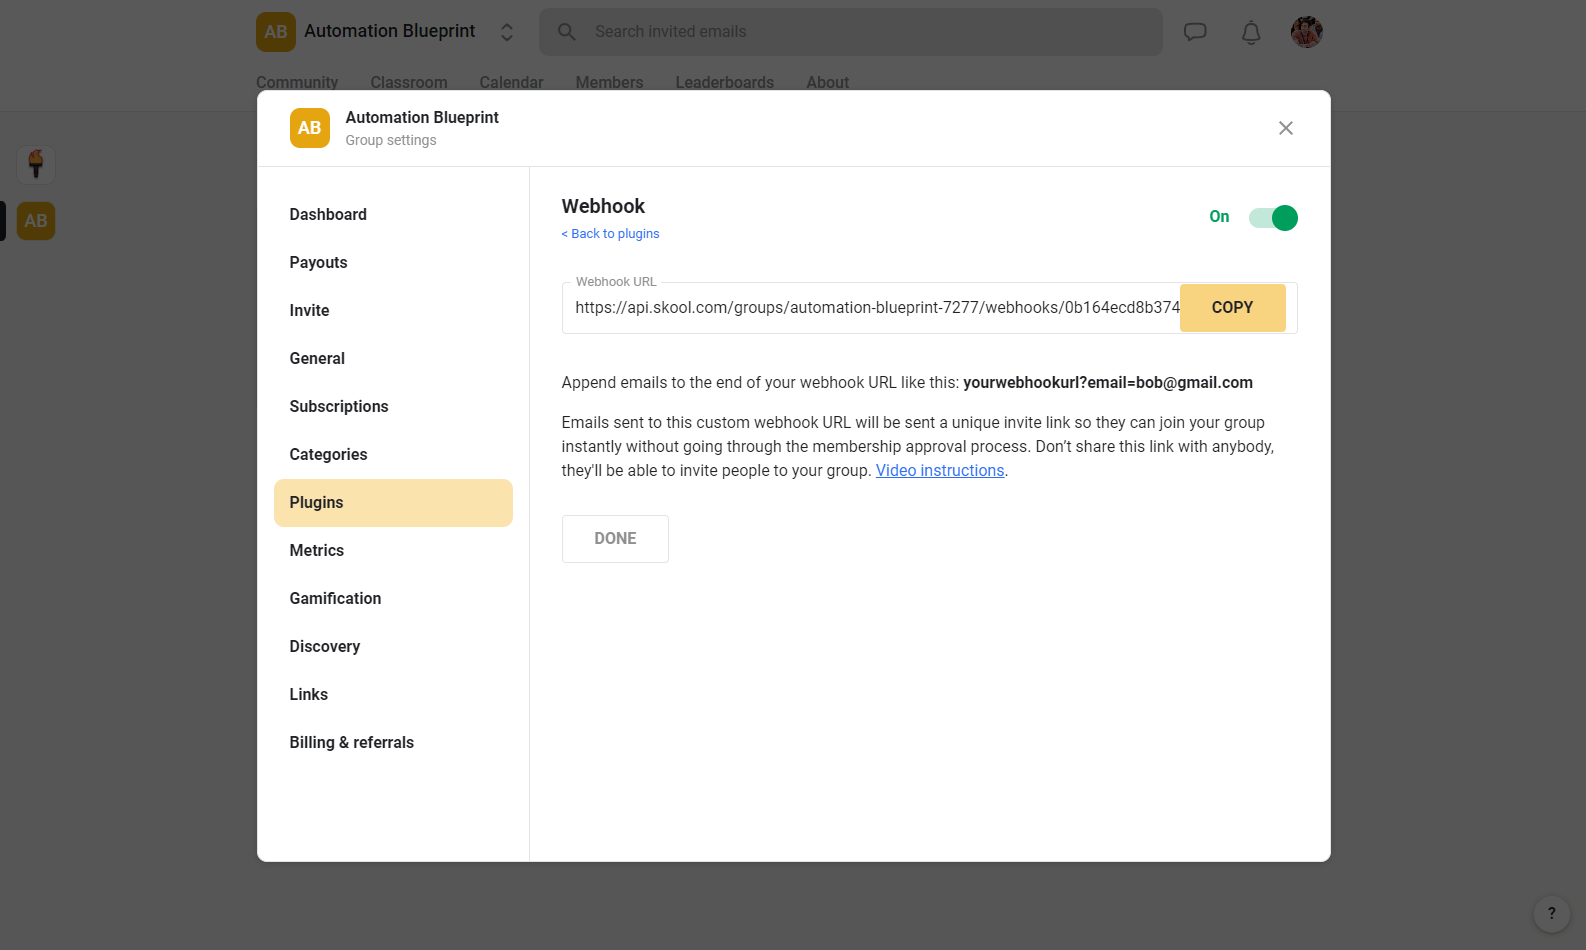 AB Automation Blueprint
Search invited emails
Community Classroom Calendar Members Leaderboards About
AB
Automation Blueprint
Group settings
AB
Dashboard
Payouts
Invite
General
Subscriptions
Categories
Plugins
Metrics
Gamification
Discovery
Links
Billing & referrals
Webhook
< Back to plugins
On
Webhook URL
https://api.skool.com/groups/automation-blueprint-7277/webhooks/0b164ecd8b374
COPY
Append emails to the end of your webhook URL like this: yourwebhookurl?email=bob@gmail.com
Emails sent to this custom webhook URL will be sent a unique invite link so they can join your group
instantly without going through the membership approval process. Don’t share this link with anybody,
they'll be able to invite people to your group. Video instructions.
DONE
?